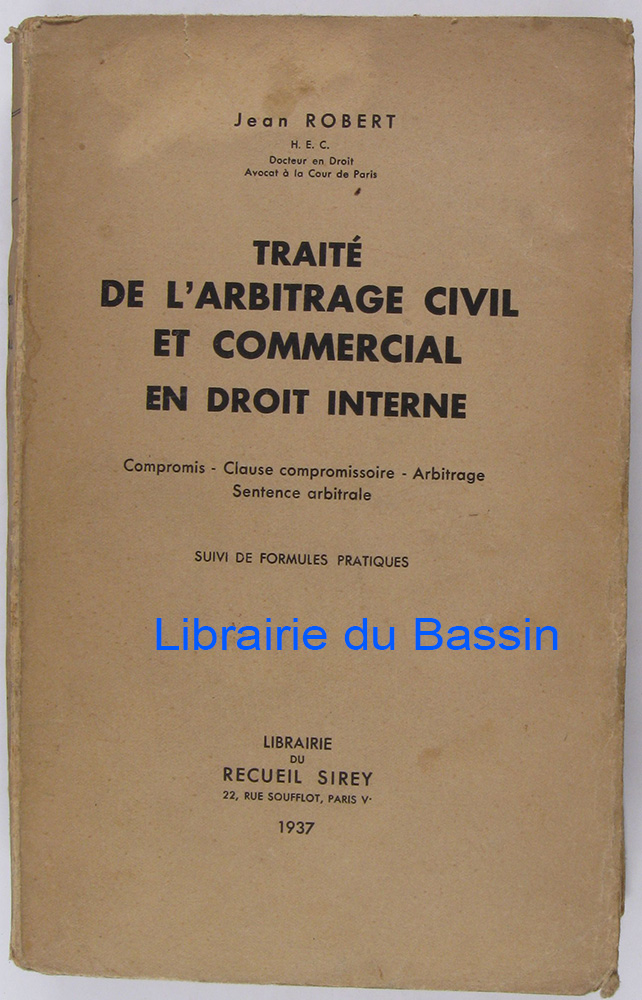 Jean ROBERT
H. E. C.
Docteur en Droit
Avocat à la Cour de Paris
TRAITÉ
DE L'ARBITRAGE CIVIL
ET COMMERCIAL
EN DROIT INTERNE
Compromis - Clause compromissoire - Arbitrage
Sentence arbitrale
SUIVI DE FORMULES PRATIQUES
Librairie du Bassin
LIBRAIRIE
DU
RECUEIL SIREY
22, RUE SOUFFLOT, PARIS V·
1937